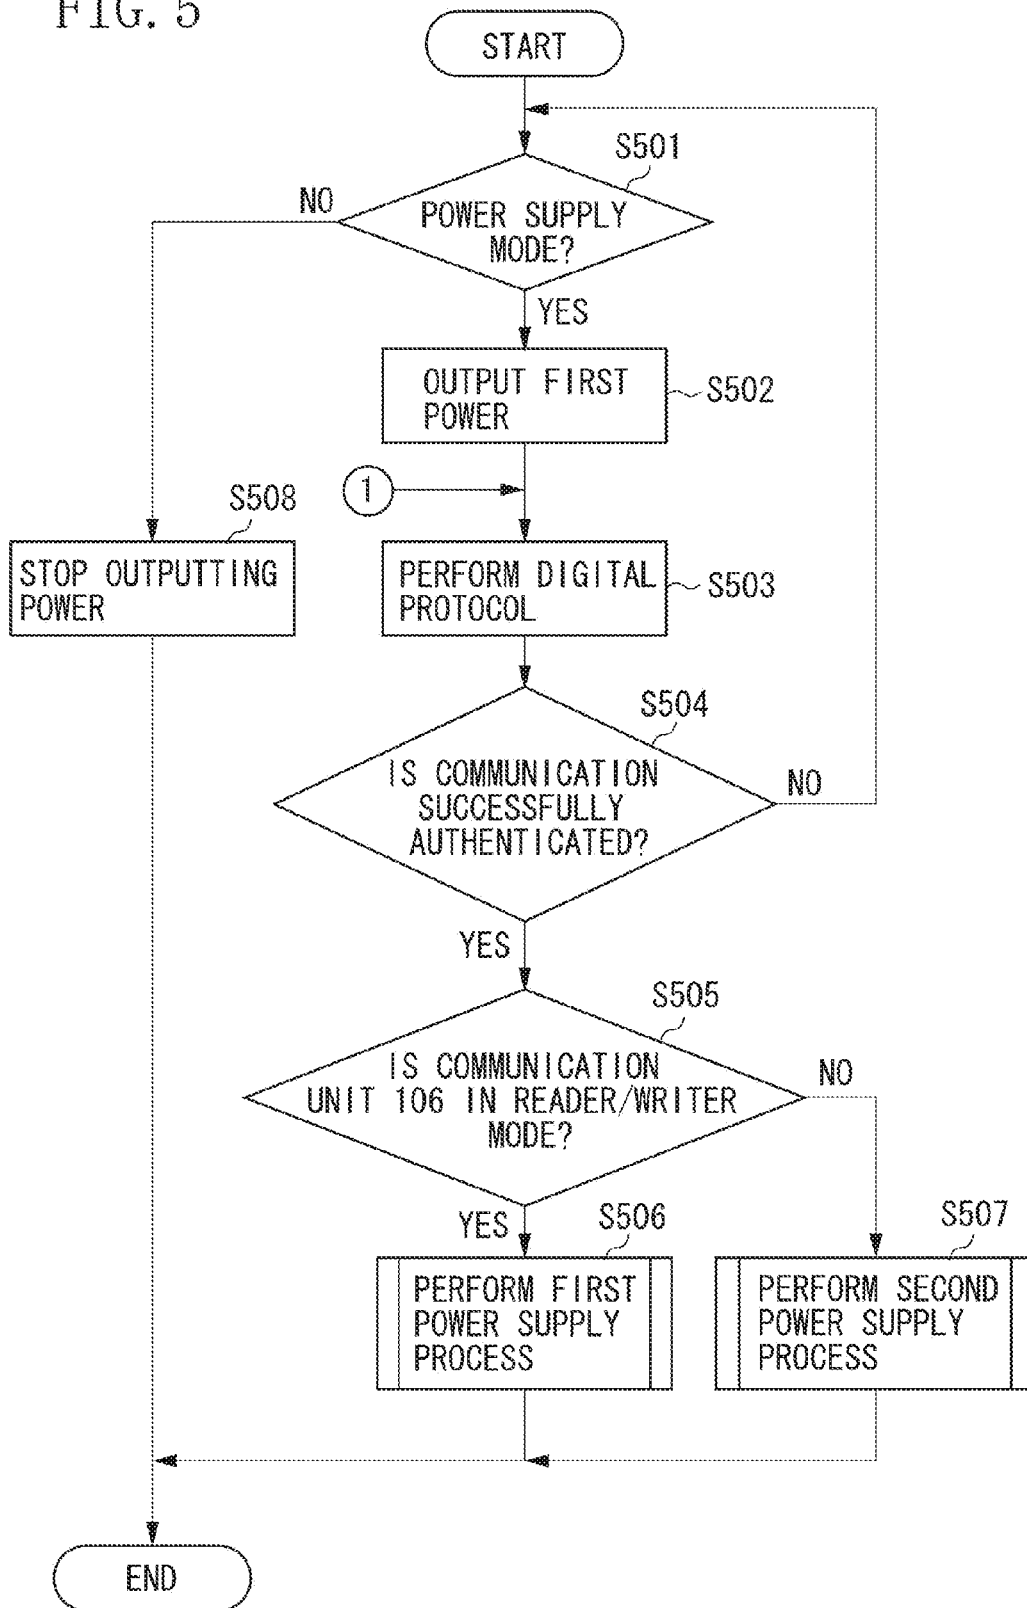 FIG. 5
START
S501
NO
POWER SUPPLY
MODE?
YES
OUTPUT FIRST
POWER
S502
1
S508
STOP OUTPUTTING
POWER
PERFORM DIGITAL
PROTOCOL
S503
S504
IS COMMUNICATION
SUCCESSFULLY
AUTHENTICATED?
NO
YES
S505
IS COMMUNICATION
UNIT 106 IN READER/WRITER
MODE?
NO
YES
S506
S507
PERFORM FIRST
POWER SUPPLY
PROCESS
PERFORM SECOND
POWER SUPPLY
PROCESS
END